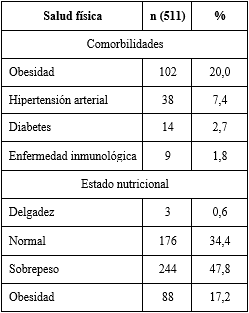 Salud física n (511) %
Comorbilidades
Obesidad 102 20,0
Hipertensión arterial 38 7,4
Diabetes 14 2,7
Enfermedad inmunológica 9 1,8
Estado nutricional
Delgadez 3 0,6
Normal 176 34,4
Sobrepeso 244 47,8
Obesidad 88 17,2